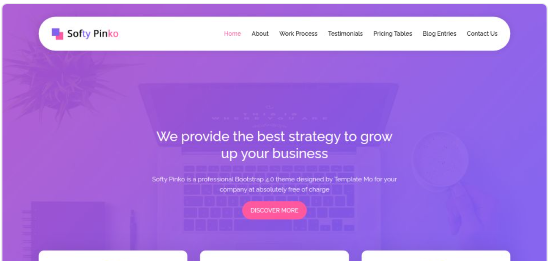 Softy Pinko
Home About Work Process Testimonials Pricing Tables Blog Entries Contact Us
We provide the best strategy to grow
up your business
Softy Pinko is a professional Bootstrap 4.0 theme designed by Template Mo for your
company at absolutely free of charge
DISCOVER MORE